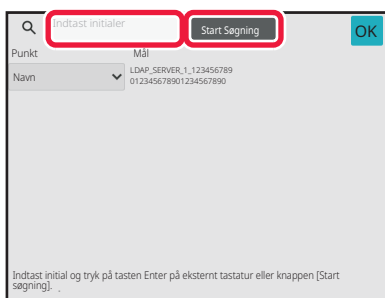 Indtast initialer
Start Søgning
OK
Punkt
Mål
Navn
LDAP_SERVER_1_123456789
012345678901234567890
Indtast initial og tryk på tasten Enter på eksternt tastatur eller knappen [Start
søgning].